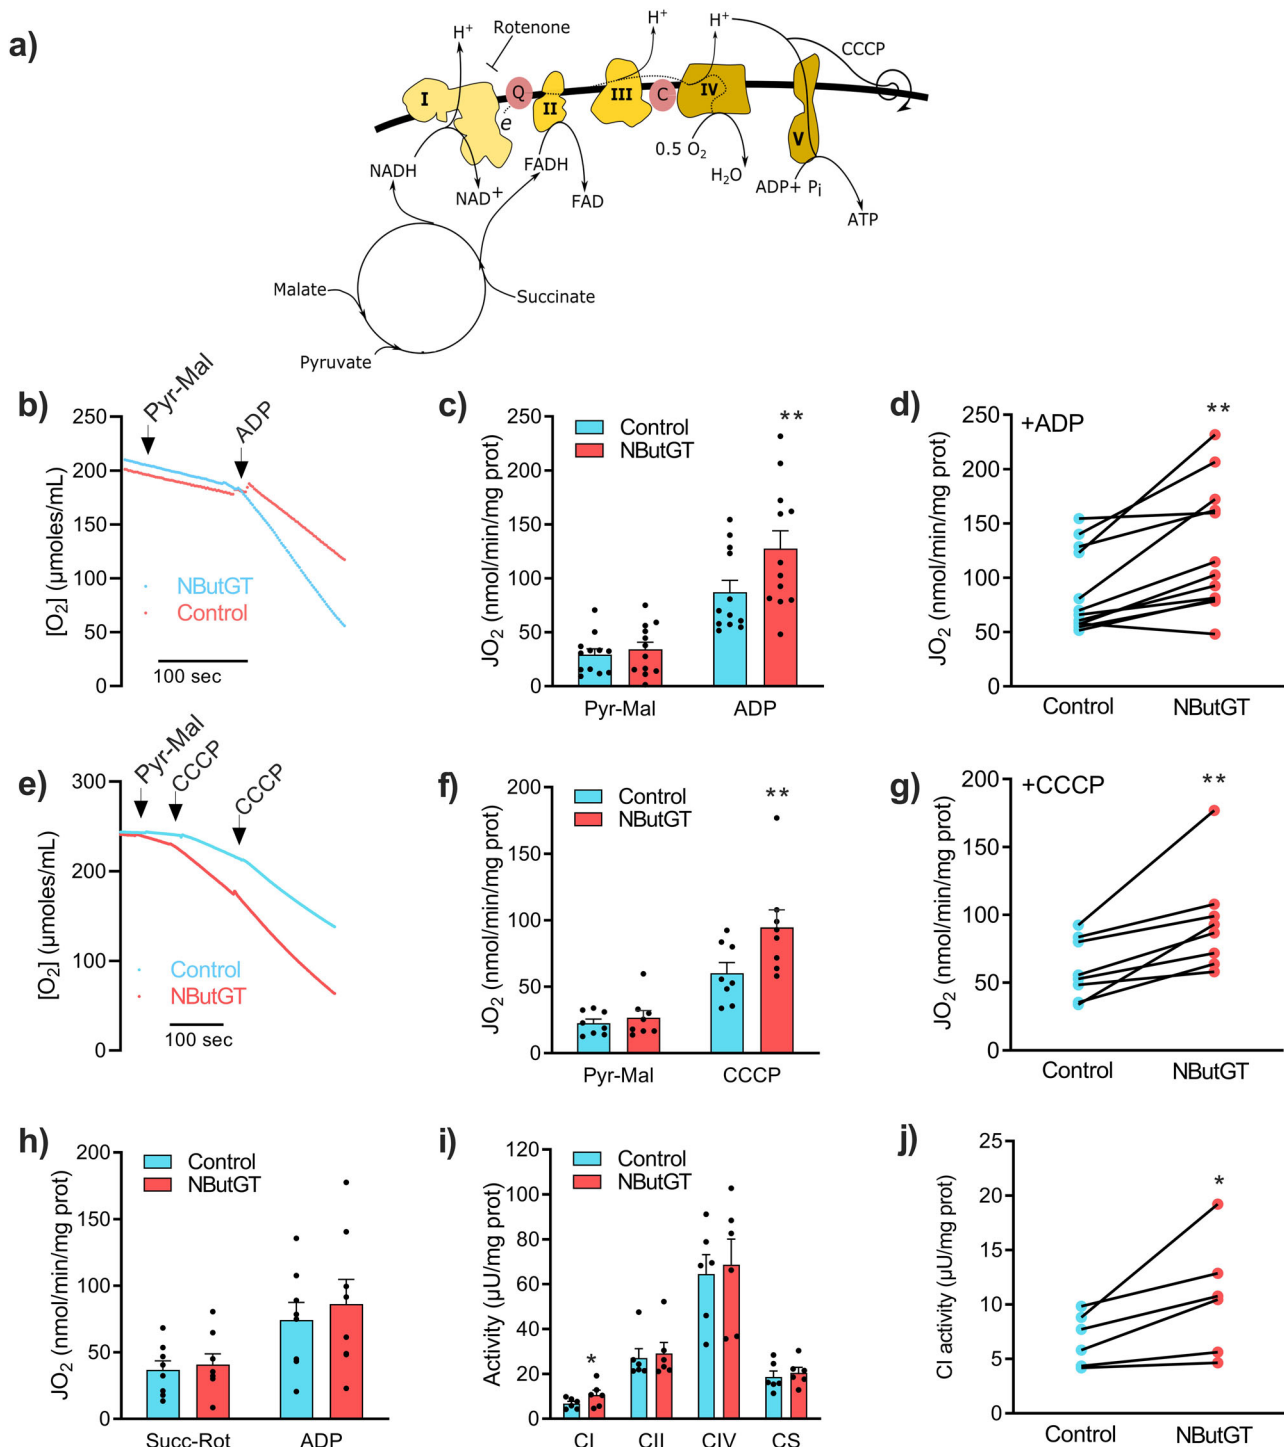 a)
H⁺
Rotenone
H⁺
H⁺
CCCP
I
Q
e
II
III
C
IV
V
NADH
NAD⁺
FADH
FAD
0.5 O₂
H₂O
ADP+ Pᵢ
ATP
Malate
Succinate
Pyruvate
b)
Pyr-Mal
ADP
[O₂] (µmoles/mL)
250
200
150
100
50
0
NButGT
Control
100 sec
c)
JO₂ (nmol/min/mg prot)
250
200
150
100
50
0
Control
NButGT
**
Pyr-Mal
ADP
d)
JO₂ (nmol/min/mg prot)
250
200
150
100
50
0
+ADP
**
Control
NButGT
e)
Pyr-Mal
CCCP
CCCP
[O₂] (µmoles/mL)
300
200
100
0
Control
NButGT
100 sec
f)
JO₂ (nmol/min/mg prot)
200
150
100
50
0
Control
NButGT
**
Pyr-Mal
CCCP
g)
JO₂ (nmol/min/mg prot)
200
150
100
50
0
+CCCP
**
Control
NButGT
h)
JO₂ (nmol/min/mg prot)
200
150
100
50
0
Control
NButGT
Succ-Rot
ADP
i)
Activity (µU/mg prot)
120
100
80
60
40
20
0
Control
NButGT
*
CI
CII
CIV
CS
j)
CI activity (µU/mg prot)
25
20
15
10
5
0
*
Control
NButGT